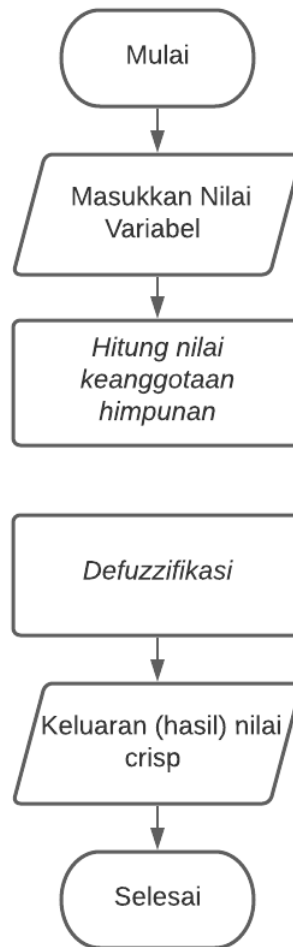 Mulai
Masukkan Nilai
Variabel
Hitung nilai
keanggotaan
himpunan
Defuzzifikasi
Keluaran (hasil) nilai
crisp
Selesai